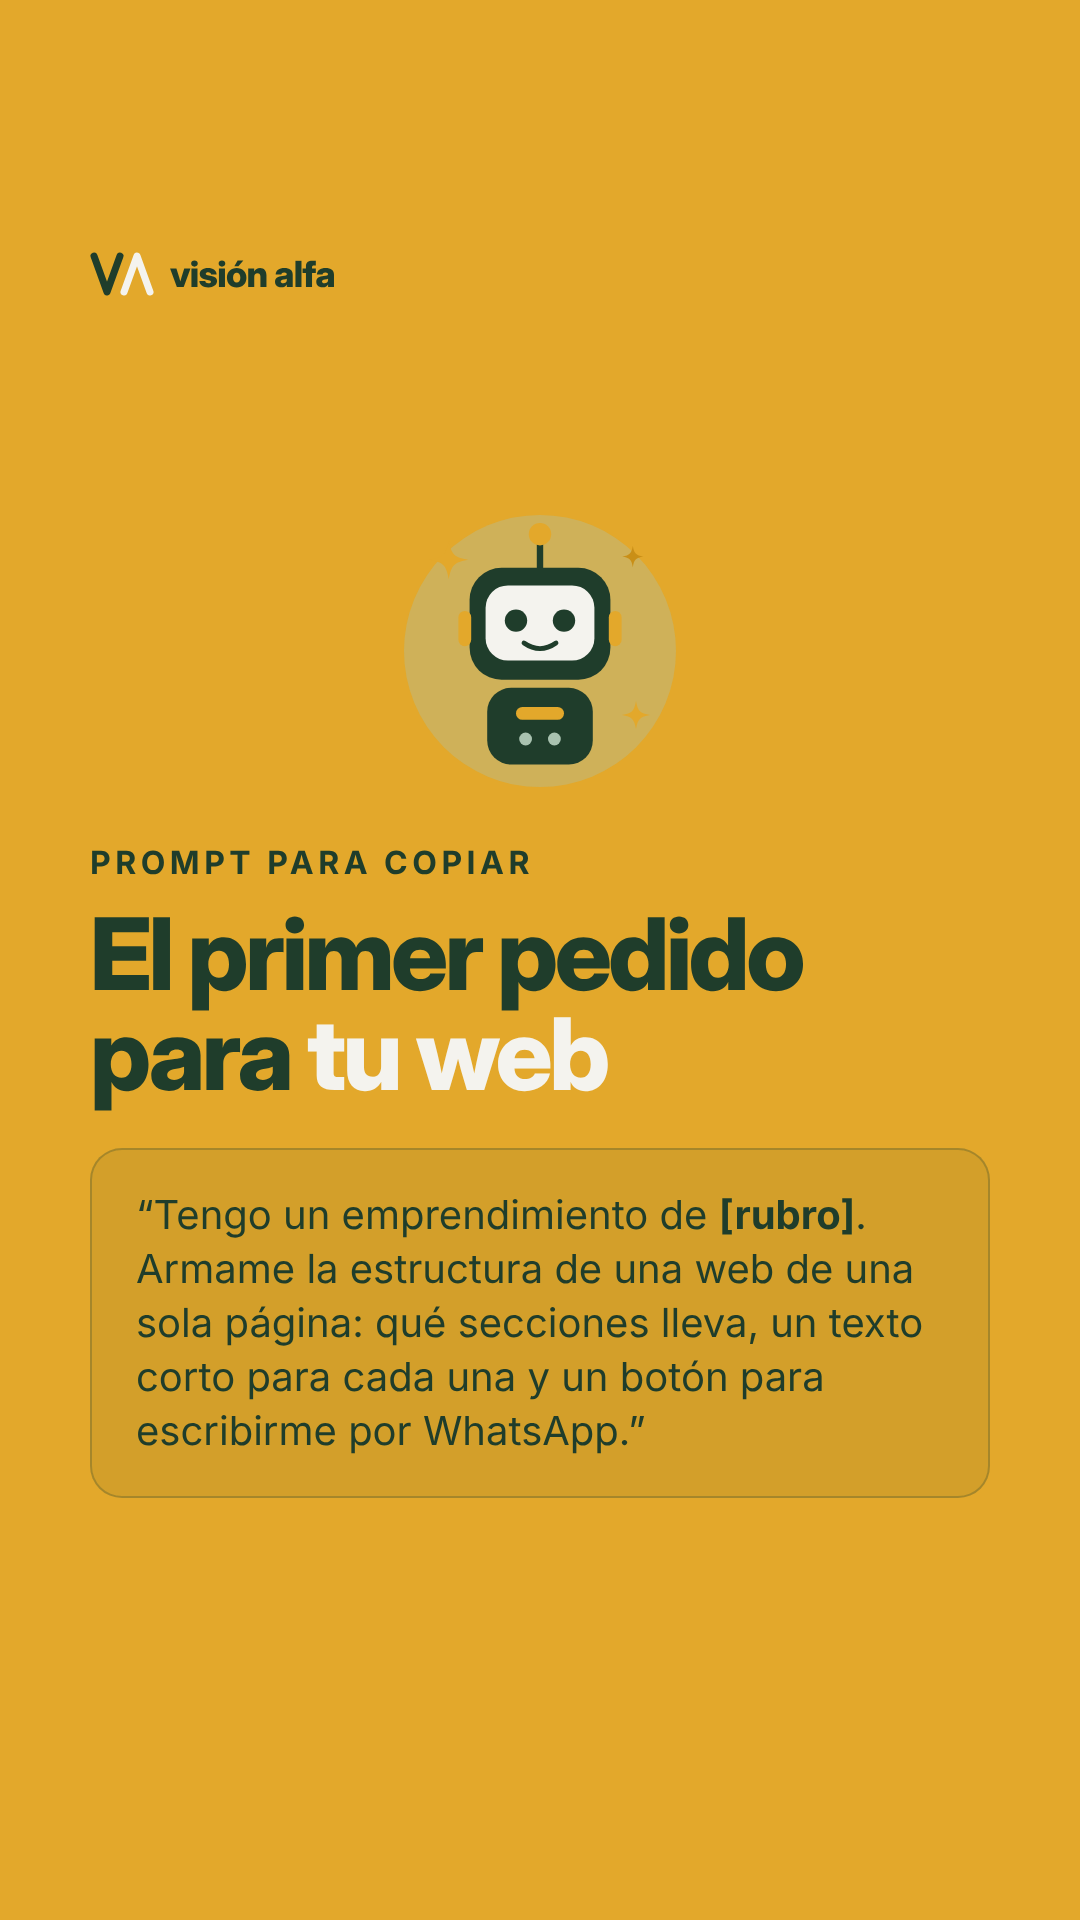 visión alfa
PROMPT PARA COPIAR
El primer pedido
para tu web
“Tengo un emprendimiento de [rubro].
Armame la estructura de una web de una
sola página: qué secciones lleva, un texto
corto para cada una y un botón para
escribirme por WhatsApp.”